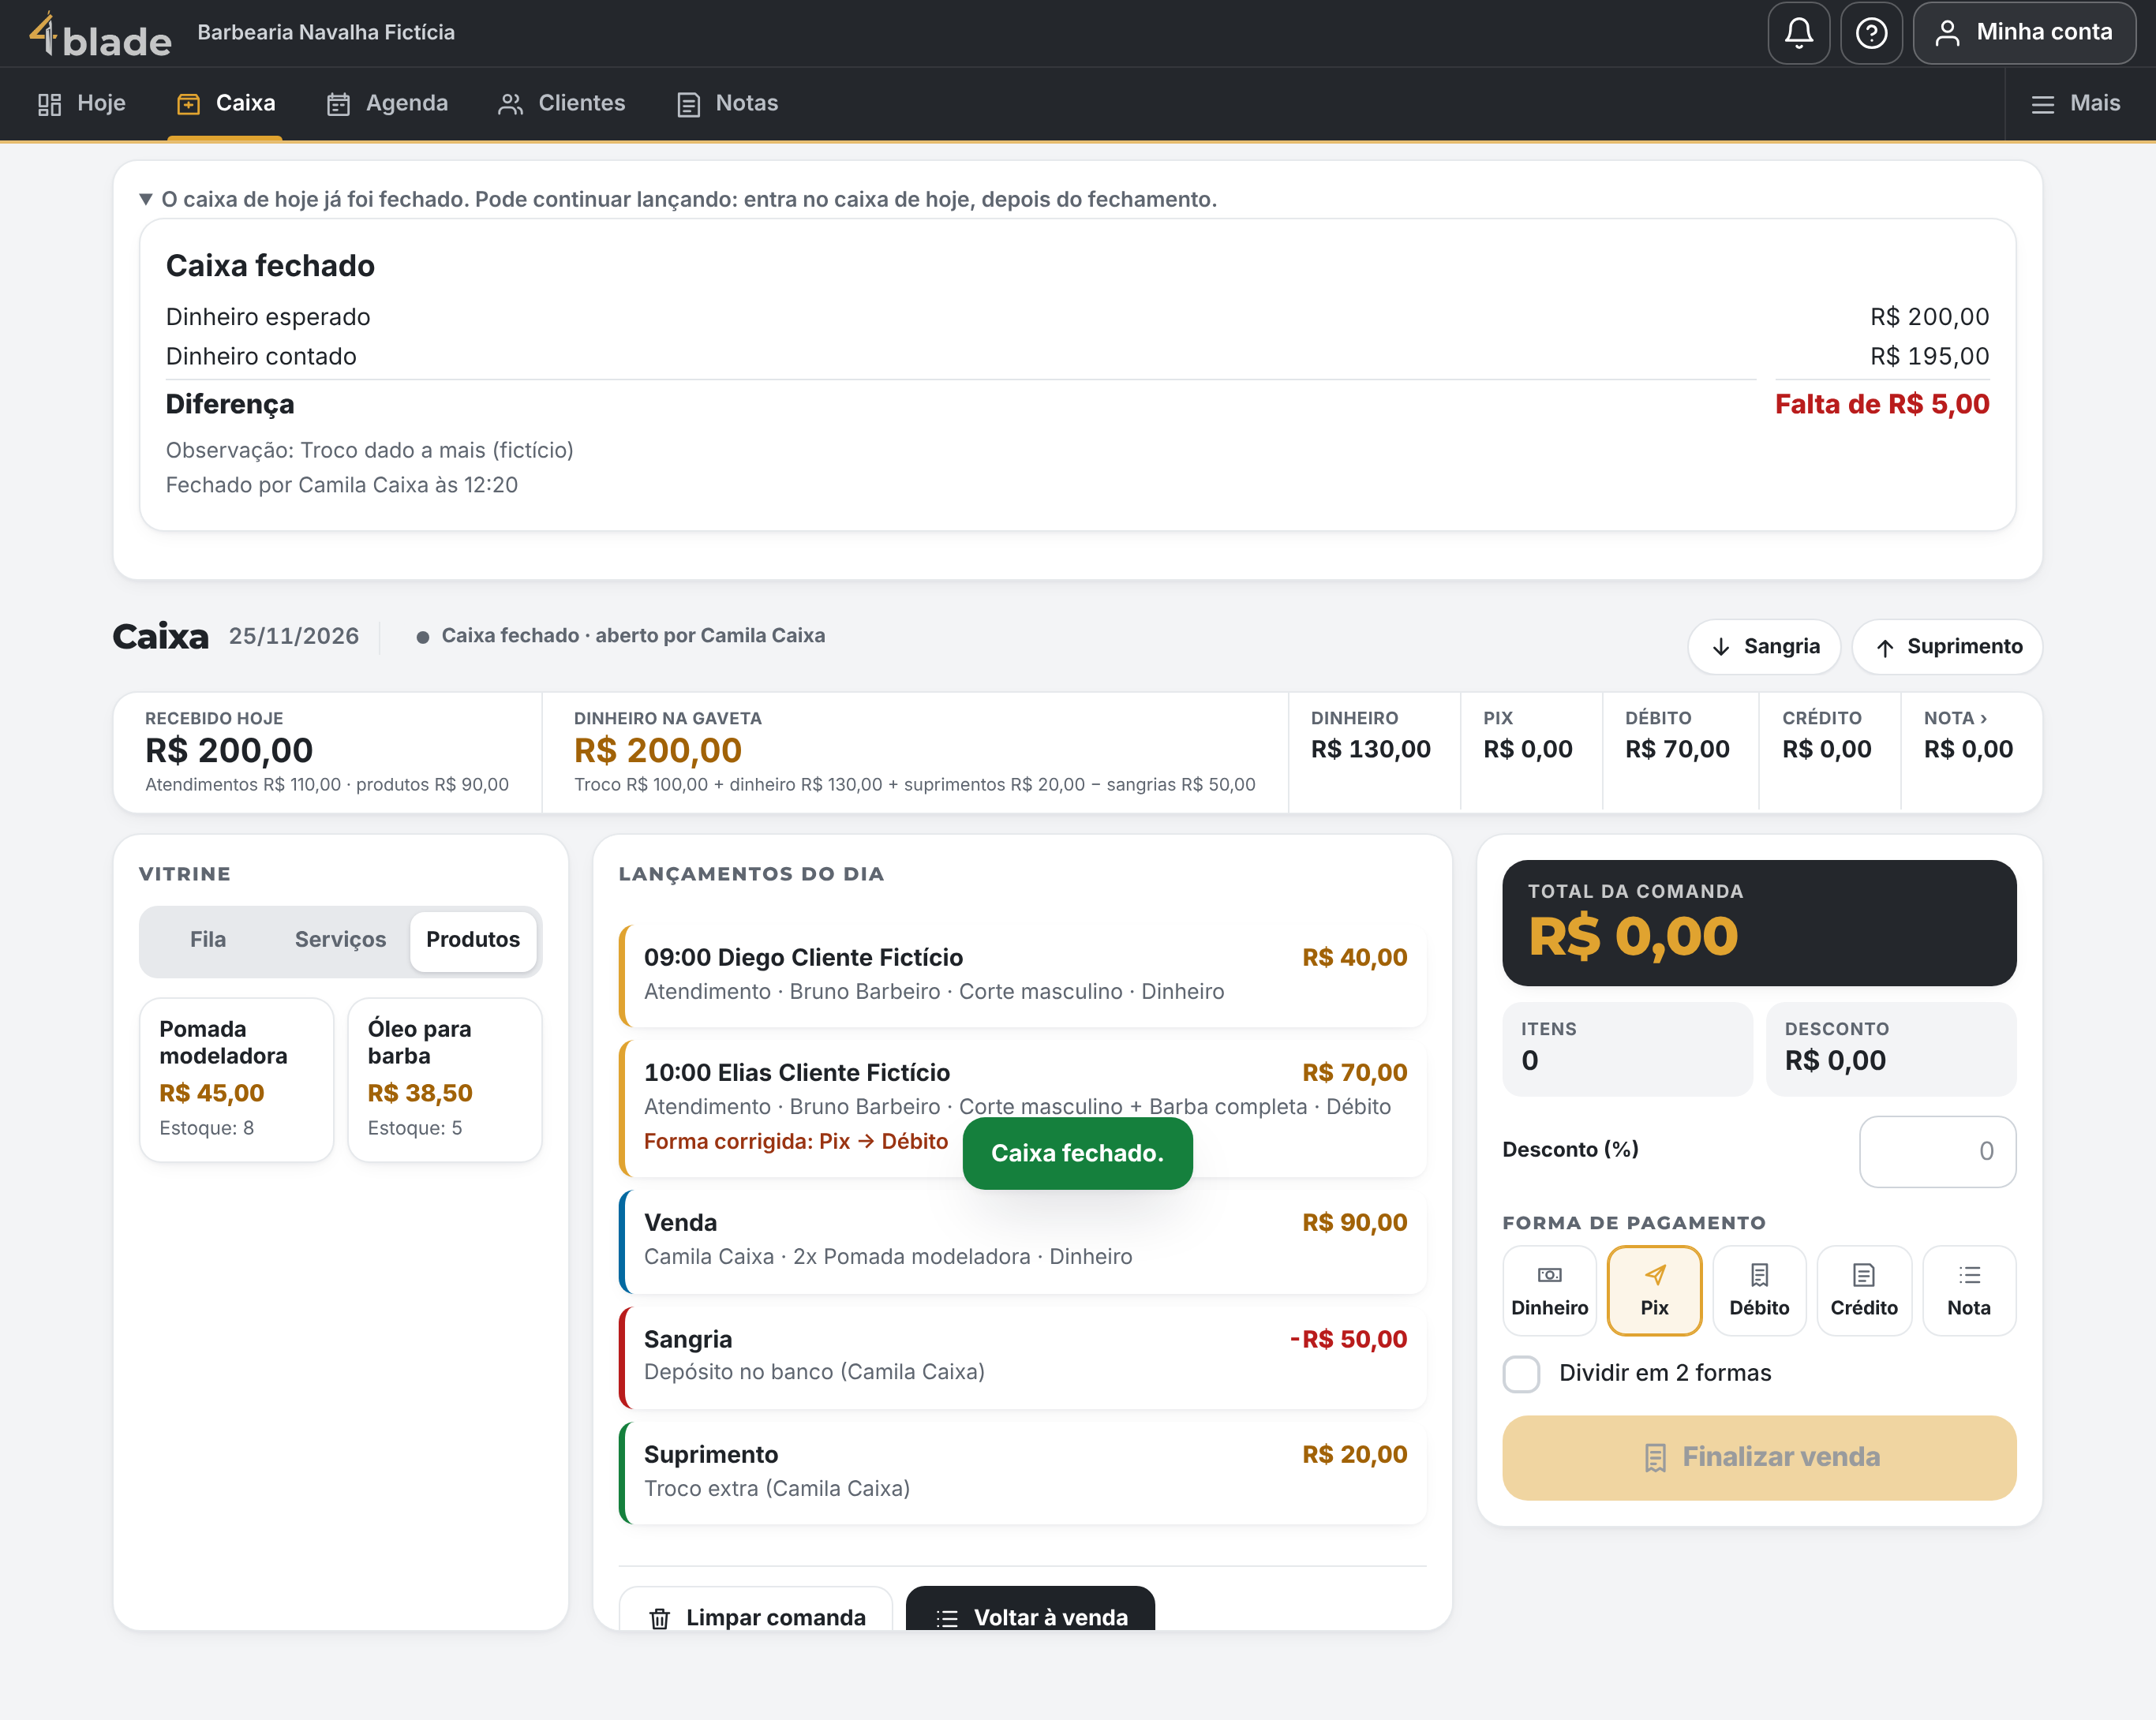 4blade
Barbearia Navalha Fictícia
Minha conta
Hoje
Caixa
Agenda
Clientes
Notas
Mais
▼ O caixa de hoje já foi fechado. Pode continuar lançando: entra no caixa de hoje, depois do fechamento.
Caixa fechado
Dinheiro esperado R$ 200,00
Dinheiro contado R$ 195,00
Diferença Falta de R$ 5,00
Observação: Troco dado a mais (fictício)
Fechado por Camila Caixa às 12:20
Caixa 25/11/2026 Caixa fechado · aberto por Camila Caixa
Sangria
Suprimento
RECEBIDO HOJE
R$ 200,00
Atendimentos R$ 110,00 · produtos R$ 90,00
DINHEIRO NA GAVETA
R$ 200,00
Troco R$ 100,00 + dinheiro R$ 130,00 + suprimentos R$ 20,00 − sangrias R$ 50,00
DINHEIRO
R$ 130,00
PIX
R$ 0,00
DÉBITO
R$ 70,00
CRÉDITO
R$ 0,00
NOTA ›
R$ 0,00
VITRINE
Fila
Serviços
Produtos
Pomada
modeladora
R$ 45,00
Estoque: 8
Óleo para
barba
R$ 38,50
Estoque: 5
LANÇAMENTOS DO DIA
09:00 Diego Cliente Fictício R$ 40,00
Atendimento · Bruno Barbeiro · Corte masculino · Dinheiro
10:00 Elias Cliente Fictício R$ 70,00
Atendimento · Bruno Barbeiro · Corte masculino + Barba completa · Débito
Forma corrigida: Pix → Débito
Caixa fechado.
Venda R$ 90,00
Camila Caixa · 2x Pomada modeladora · Dinheiro
Sangria -R$ 50,00
Depósito no banco (Camila Caixa)
Suprimento R$ 20,00
Troco extra (Camila Caixa)
Limpar comanda
Voltar à venda
TOTAL DA COMANDA
R$ 0,00
ITENS
0
DESCONTO
R$ 0,00
Desconto (%) 0
FORMA DE PAGAMENTO
Dinheiro
Pix
Débito
Crédito
Nota
Dividir em 2 formas
Finalizar venda